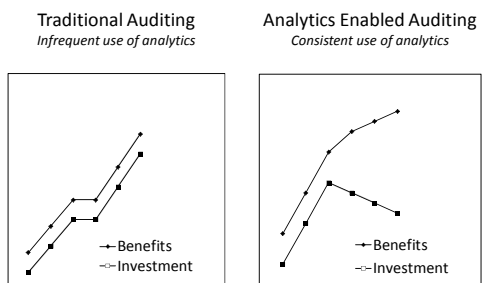 Traditional Auditing
Infrequent use of analytics
Benefits
Investment
Analytics Enabled Auditing
Consistent use of analytics
Benefits
Investment